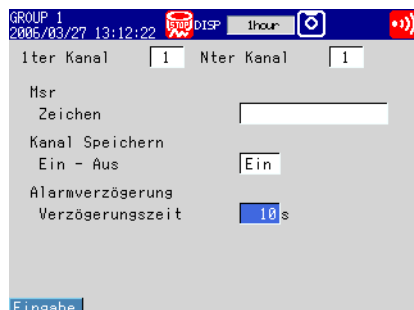 GROUP 1
2006/03/27 13:12:22 STOP DISP 1hour
1ter Kanal 1 Nter Kanal 1
Msr
Zeichen
Kanal Speichern
Ein - Aus Ein
Alarmverzögerung
Verzögerungszeit 10 s
Eingabe